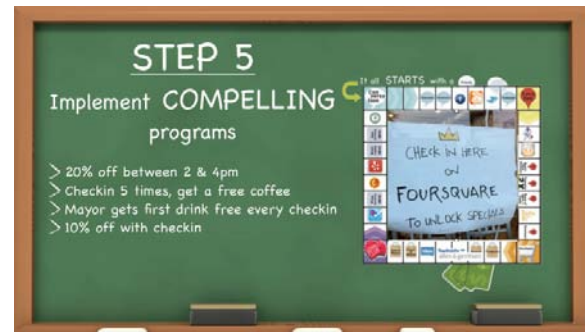 STEP 5
Implement COMPELLING
programs
> 20% off between 2 & 4pm
> Checkin 5 times, get a free coffee
> Mayor gets first drink free every checkin
> 10% off with checkin
It all STARTS with a
CHECK IN HERE
ON
FOURSQUARE
TO UNLOCK SPECIALS